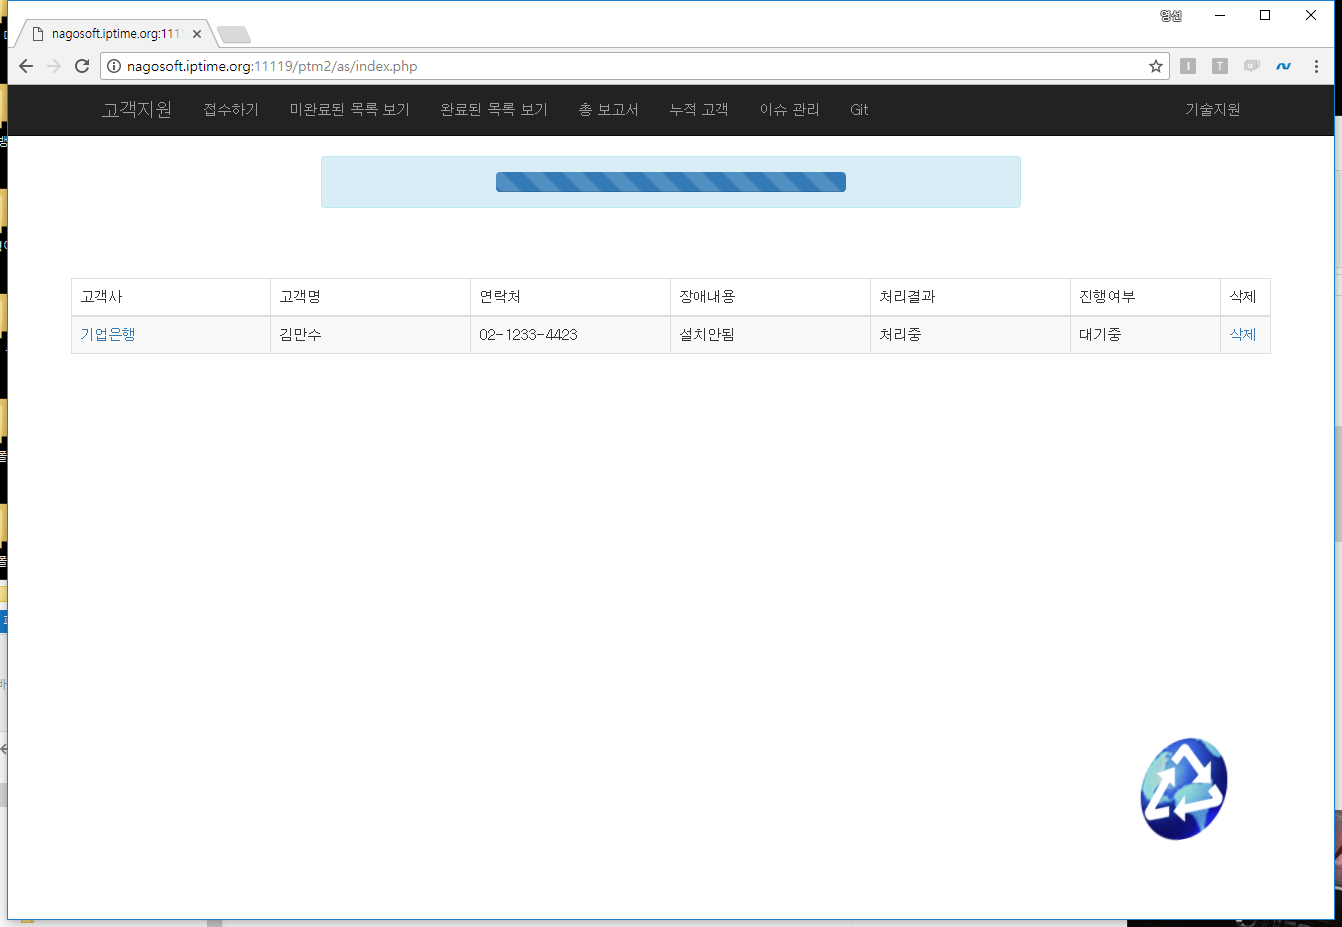 영선
nagosoft.iptime.org:111
nagosoft.iptime.org:11119/ptm2/as/index.php
고객지원 접수하기 미완료된 목록 보기 완료된 목록 보기 총 보고서 누적 고객 이슈 관리 Git 기술지원
고객사 고객명 연락처 장애내용 처리결과 진행여부 삭제
기업은행 김만수 02-1233-4423 설치안됨 처리중 대기중 삭제